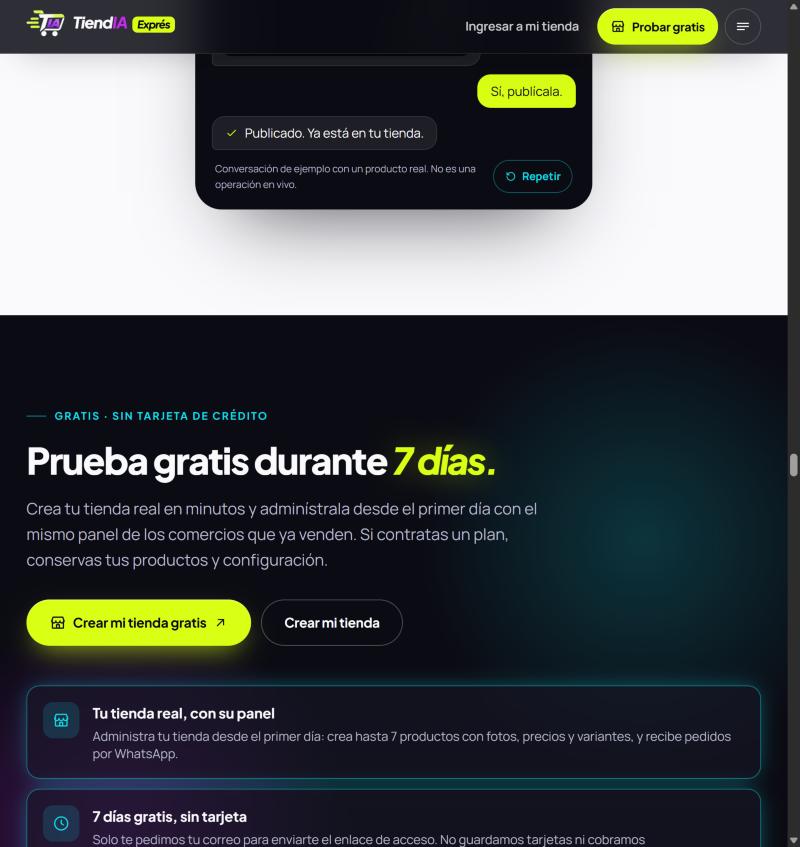 TiendIA Exprés
Ingresar a mi tienda
Probar gratis
Sí, publícala.
Publicado. Ya está en tu tienda.
Conversación de ejemplo con un producto real. No es una
operación en vivo.
Repetir
GRATIS · SIN TARJETA DE CRÉDITO
Prueba gratis durante 7 días.
Crea tu tienda real en minutos y adminístrala desde el primer día con el
mismo panel de los comercios que ya venden. Si contratas un plan,
conservas tus productos y configuración.
Crear mi tienda gratis
Crear mi tienda
Tu tienda real, con su panel
Administra tu tienda desde el primer día: crea hasta 7 productos con fotos, precios y variantes, y recibe pedidos
por WhatsApp.
7 días gratis, sin tarjeta
Solo te pedimos tu correo para enviarte el enlace de acceso. No guardamos tarjetas ni cobramos